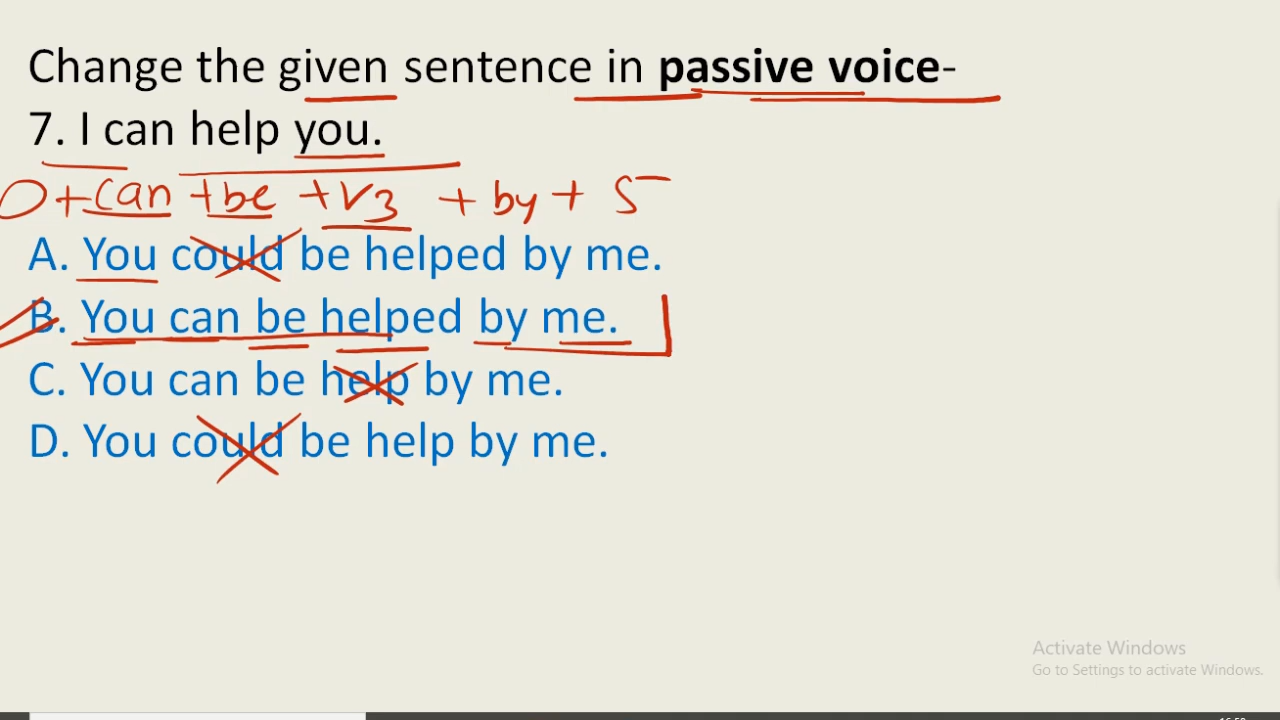 Change the given sentence in passive voice-
7. I can help you.
O+can +be +V3 + by + S
A. You could be helped by me.
B. You can be helped by me.
C. You can be help by me.
D. You could be help by me.
Activate Windows
Go to Settings to activate Windows.